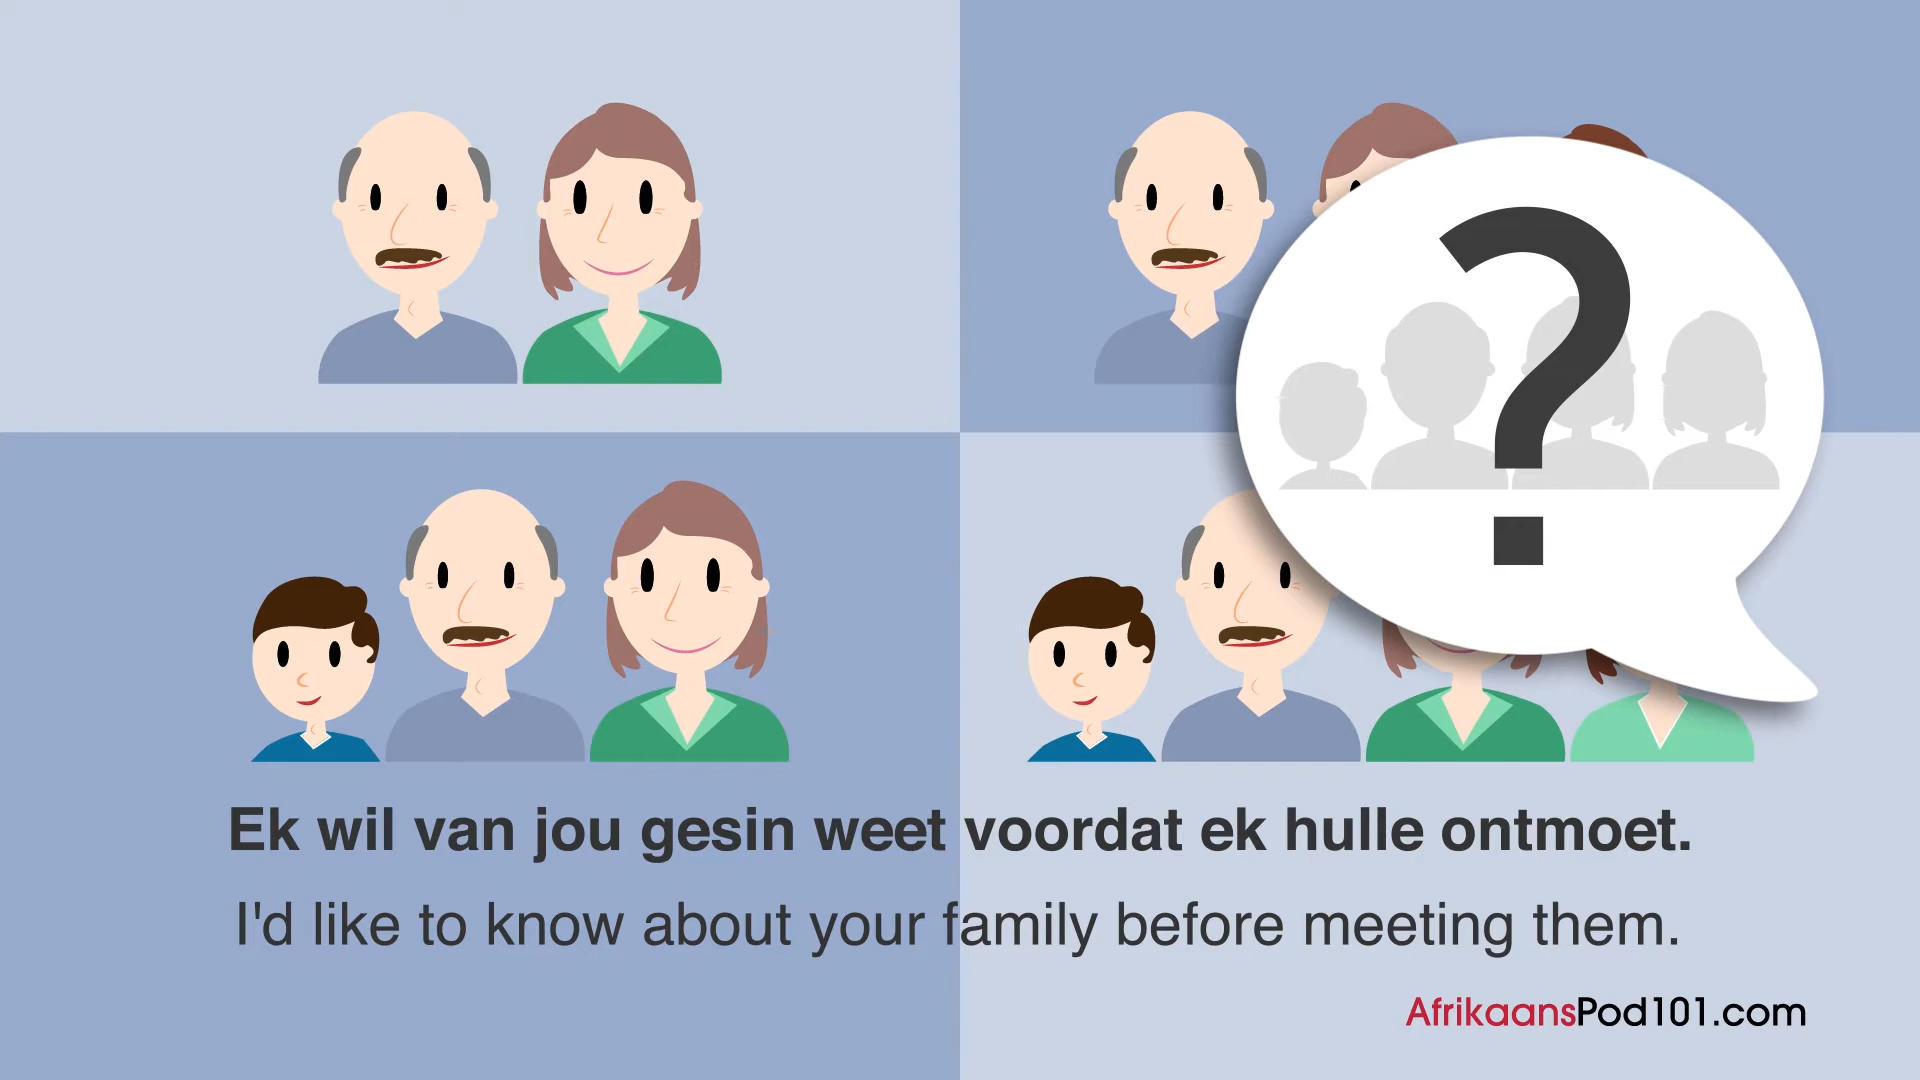 ?
Ek wil van jou gesin weet voordat ek hulle ontmoet.
I'd like to know about your family before meeting them.
AfrikaansPod101.com